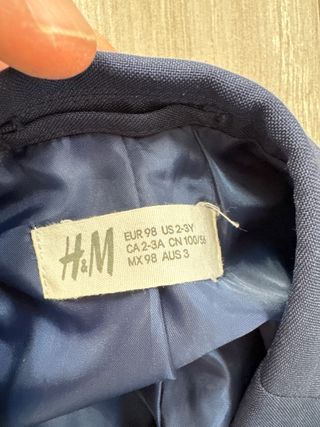 H&M
EUR 98 US 2-3Y
CA 2-3A CN 100/56
MX 98 AUS 3